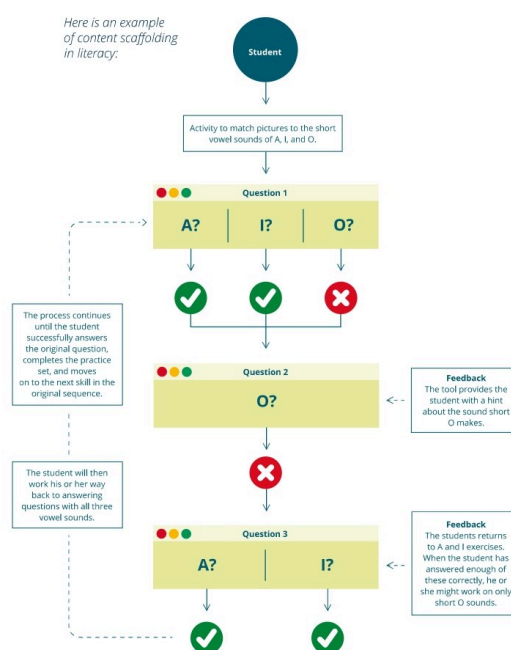 Here is an example
of content scaffolding
in literacy:
Student
Activity to match pictures to the short
vowel sounds of A, I, and O.
Question 1
A?
I?
O?
The process continues
until the student
successfully answers
the original question,
completes the practice
set, and moves
on to the next skill in the
original sequence.
Question 2
O?
Feedback
The tool provides the
student with a hint
about the sound short
O makes.
The student will then
work his or her way
back to answering
questions with all three
vowel sounds.
Question 3
A?
I?
Feedback
The students returns
to A and I exercises.
When the student has
answered enough of
these correctly, he or
she might work on only
short O sounds.